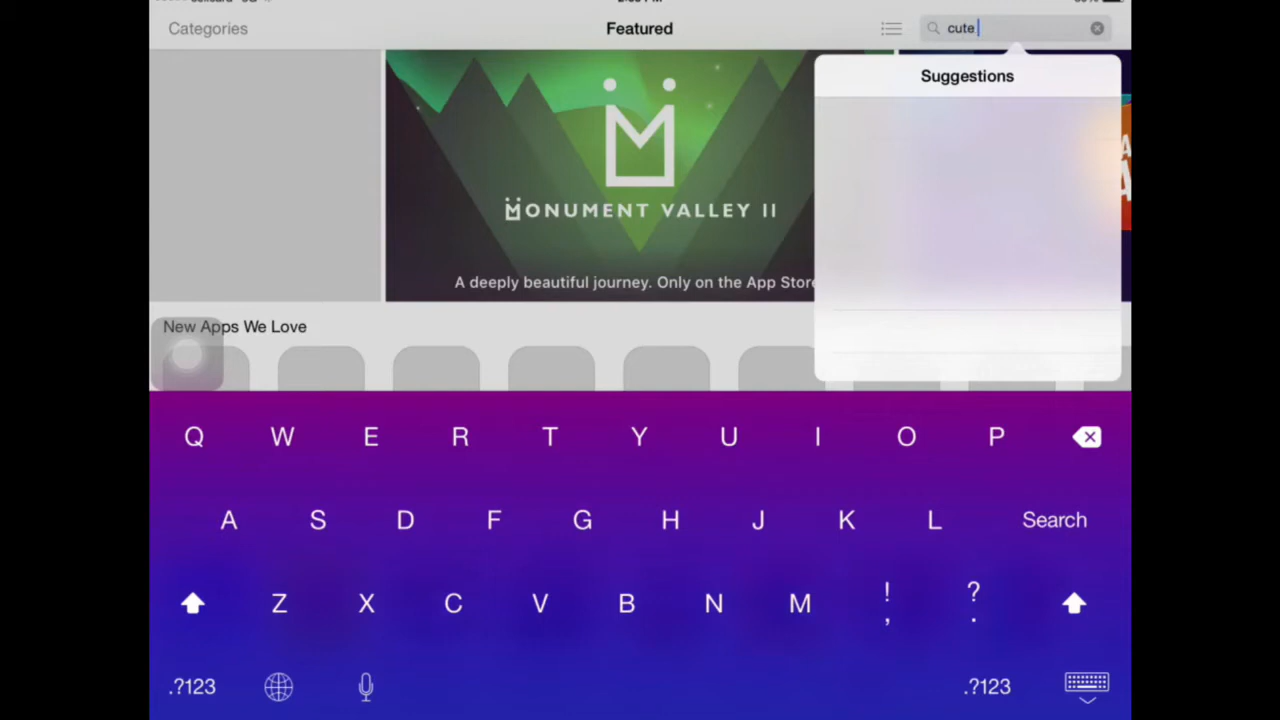 Categories
Featured
cute
Suggestions
MONUMENT VALLEY II
A deeply beautiful journey. Only on the App Store
New Apps We Love
Q W E R T Y U I O P
A S D F G H J K L Search
Z X C V B N M ! , ? .
.?123 .?123